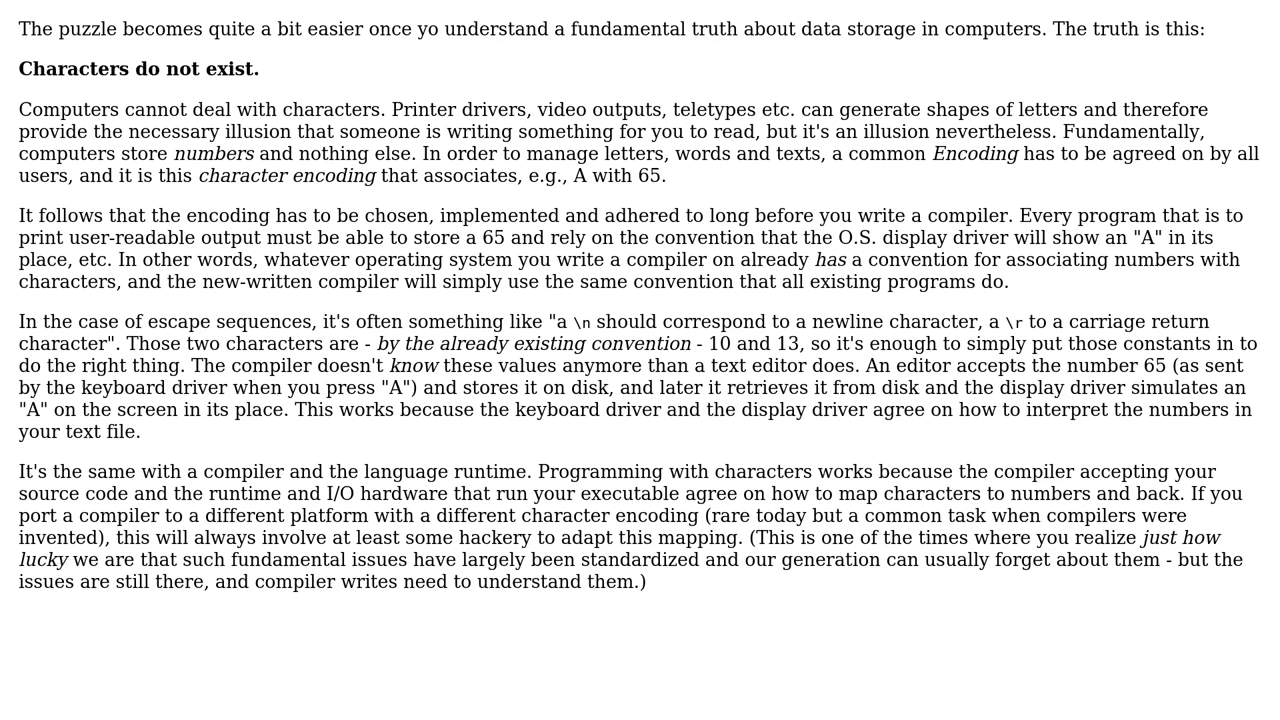 The puzzle becomes quite a bit easier once yo understand a fundamental truth about data storage in computers. The truth is this:
Characters do not exist.
Computers cannot deal with characters. Printer drivers, video outputs, teletypes etc. can generate shapes of letters and therefore
provide the necessary illusion that someone is writing something for you to read, but it's an illusion nevertheless. Fundamentally,
computers store numbers and nothing else. In order to manage letters, words and texts, a common Encoding has to be agreed on by all
users, and it is this character encoding that associates, e.g., A with 65.
It follows that the encoding has to be chosen, implemented and adhered to long before you write a compiler. Every program that is to
print user-readable output must be able to store a 65 and rely on the convention that the O.S. display driver will show an "A" in its
place, etc. In other words, whatever operating system you write a compiler on already has a convention for associating numbers with
characters, and the new-written compiler will simply use the same convention that all existing programs do.
In the case of escape sequences, it's often something like "a \n should correspond to a newline character, a \r to a carriage return
character". Those two characters are - by the already existing convention - 10 and 13, so it's enough to simply put those constants in to
do the right thing. The compiler doesn't know these values anymore than a text editor does. An editor accepts the number 65 (as sent
by the keyboard driver when you press "A") and stores it on disk, and later it retrieves it from disk and the display driver simulates an
"A" on the screen in its place. This works because the keyboard driver and the display driver agree on how to interpret the numbers in
your text file.
It's the same with a compiler and the language runtime. Programming with characters works because the compiler accepting your
source code and the runtime and I/O hardware that run your executable agree on how to map characters to numbers and back. If you
port a compiler to a different platform with a different character encoding (rare today but a common task when compilers were
invented), this will always involve at least some hackery to adapt this mapping. (This is one of the times where you realize just how
lucky we are that such fundamental issues have largely been standardized and our generation can usually forget about them - but the
issues are still there, and compiler writes need to understand them.)